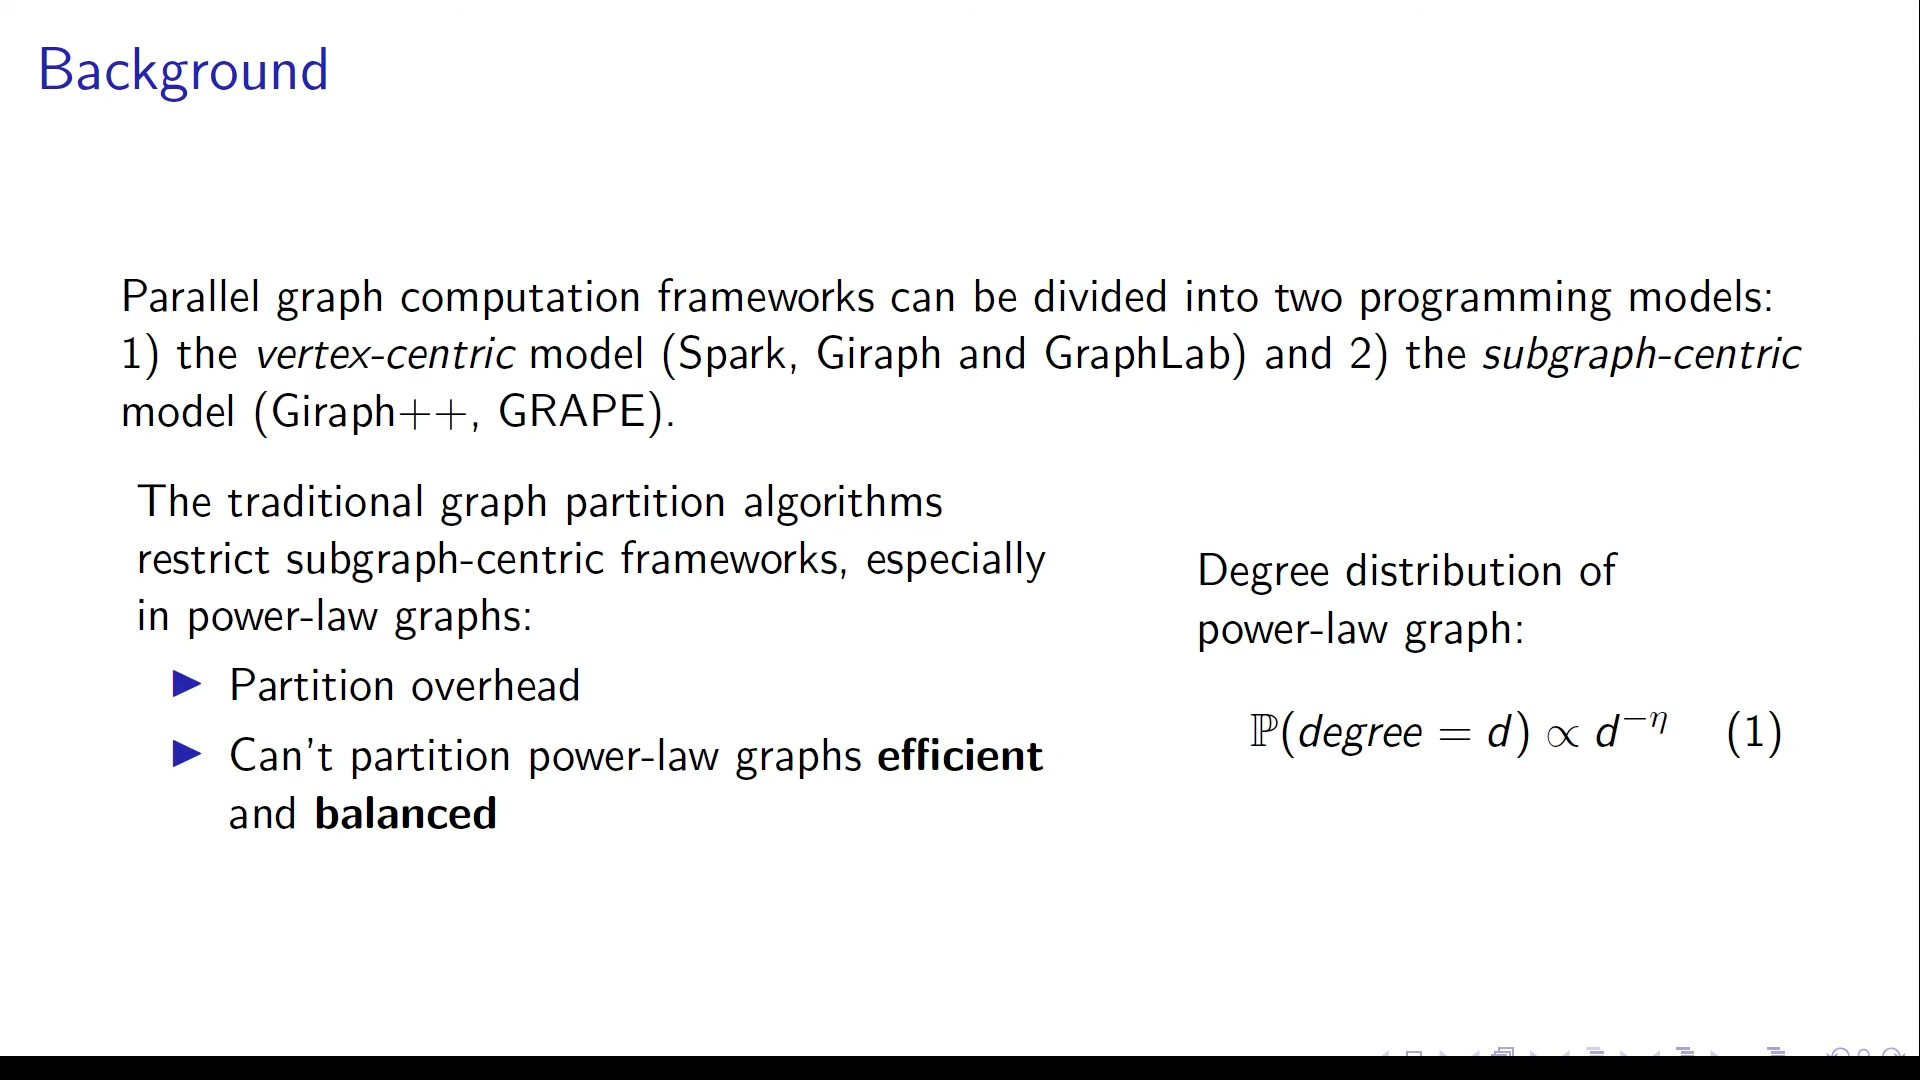 Background
Parallel graph computation frameworks can be divided into two programming models:
1) the vertex-centric model (Spark, Giraph and GraphLab) and 2) the subgraph-centric
model (Giraph++, GRAPE).
The traditional graph partition algorithms
restrict subgraph-centric frameworks, especially
in power-law graphs:
▶ Partition overhead
▶ Can't partition power-law graphs efficient
and balanced
Degree distribution of
power-law graph:
ℙ(degree = d) ∝ d^{−η} (1)